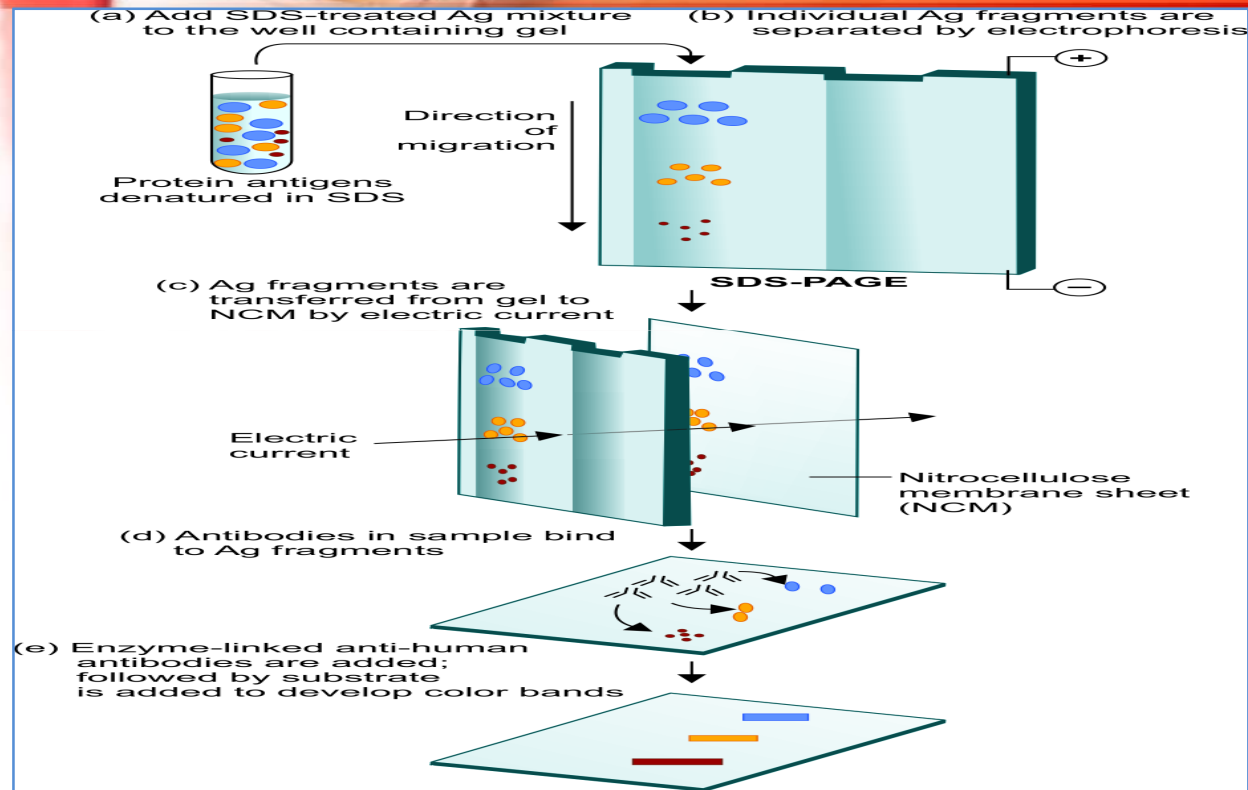 (a) Add SDS-treated Ag mixture
to the well containing gel
(b) Individual Ag fragments are
separated by electrophoresis
+
Direction
of
migration
Protein antigens
denatured in SDS
SDS-PAGE
−
(c) Ag fragments are
transferred from gel to
NCM by electric current
Electric
current
Nitrocellulose
membrane sheet
(NCM)
(d) Antibodies in sample bind
to Ag fragments
(e) Enzyme-linked anti-human
antibodies are added;
followed by substrate
is added to develop color bands